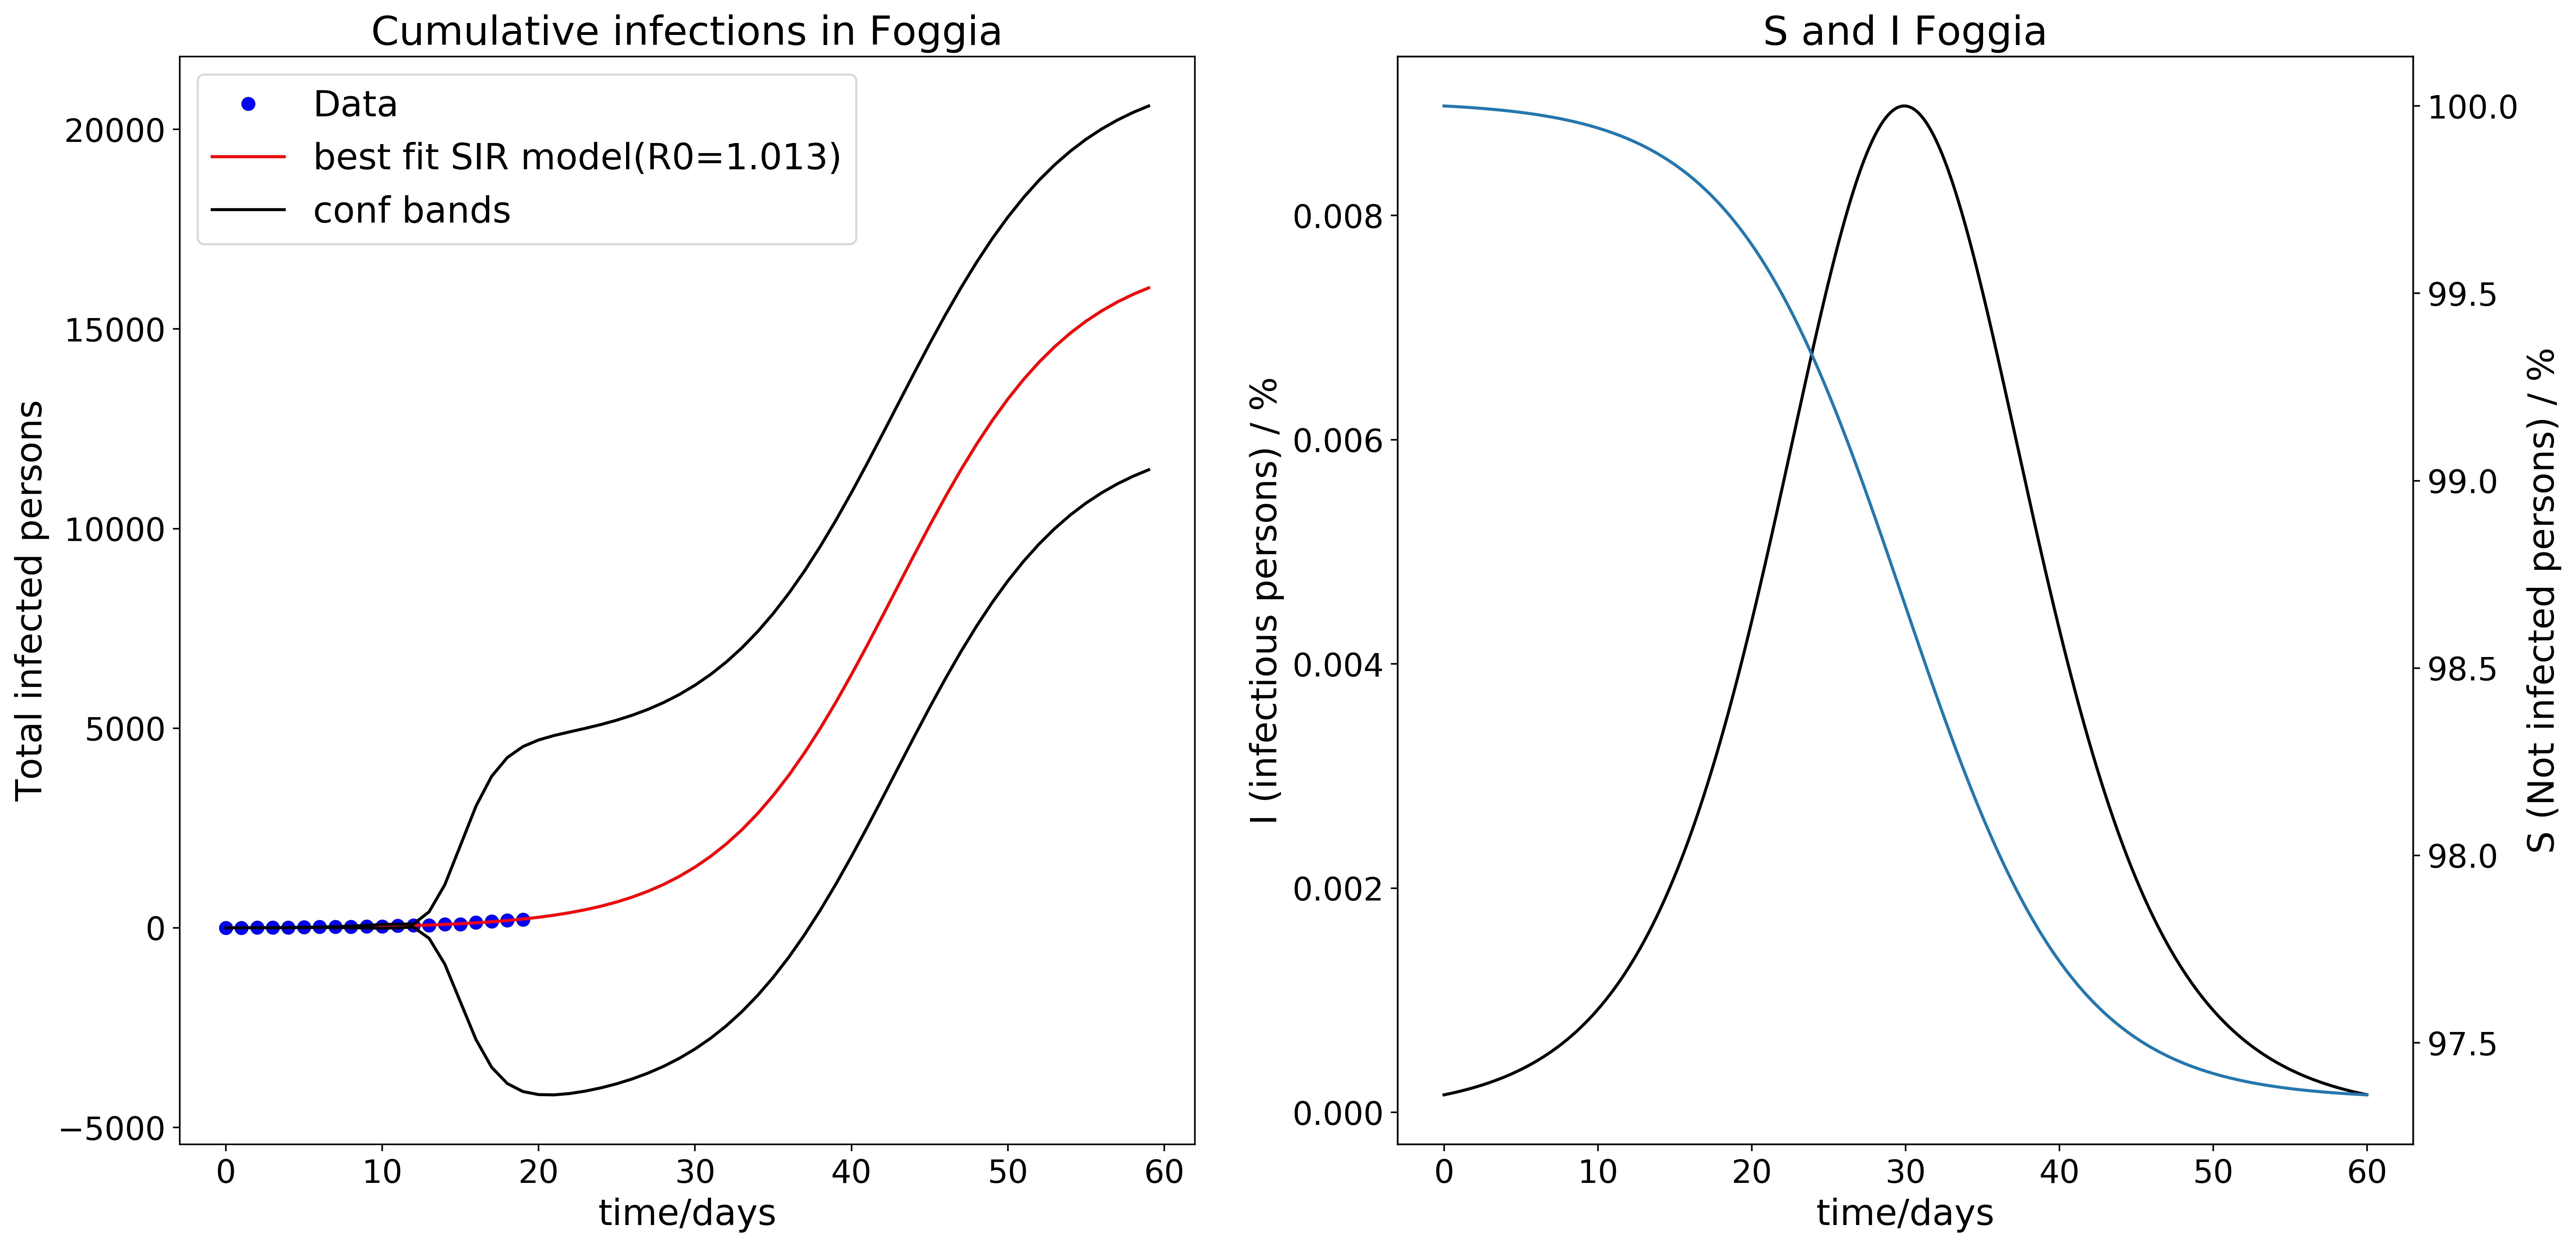 Cumulative infections in Foggia
Data
best fit SIR model(R0=1.013)
conf bands
20000
15000
10000
5000
0
−5000
Total infected persons
0 10 20 30 40 50 60
time/days
S and I Foggia
0.008
0.006
0.004
0.002
0.000
I (infectious persons) / %
100.0
99.5
99.0
98.5
98.0
97.5
S (Not infected persons) / %
0 10 20 30 40 50 60
time/days